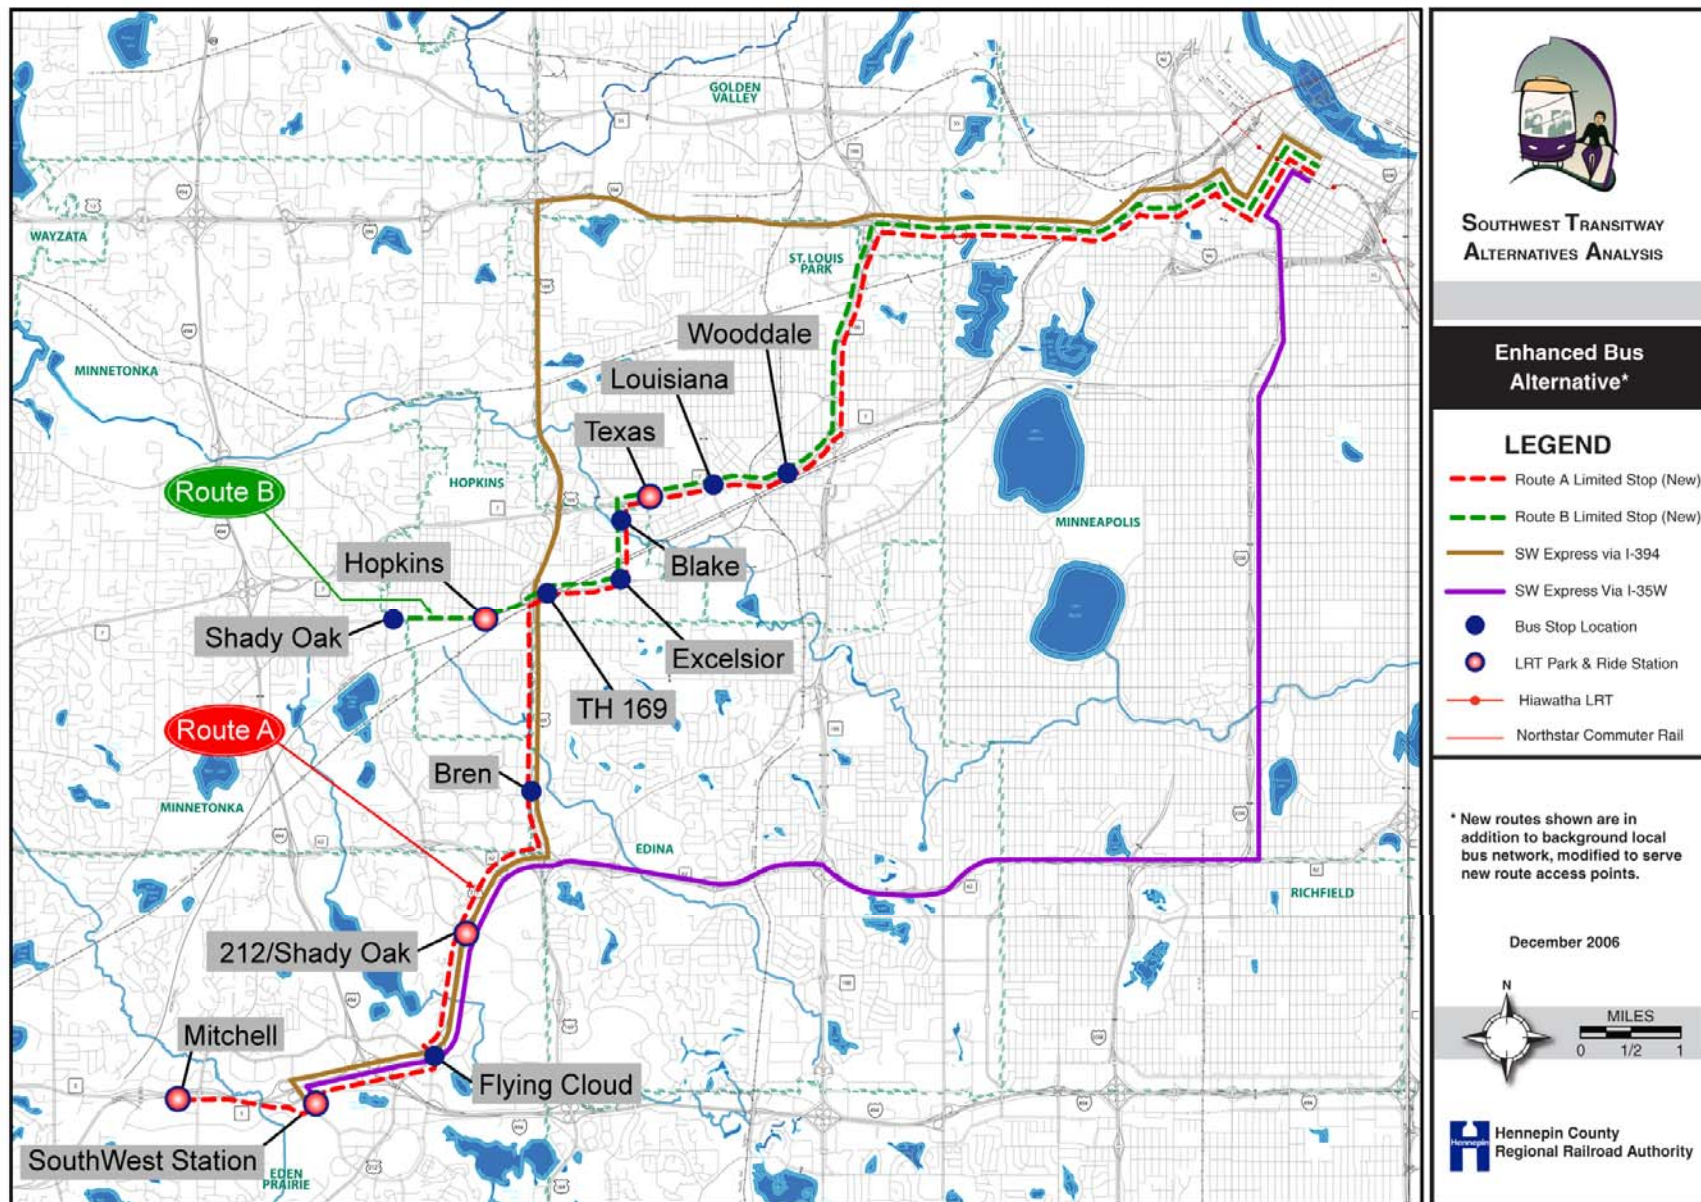 GOLDEN
VALLEY
WAYZATA
ST. LOUIS
PARK
MINNETONKA
Wooddale
Louisiana
Texas
Route B
HOPKINS
MINNEAPOLIS
Hopkins
Blake
Shady Oak
Excelsior
TH 169
Route A
Bren
MINNETONKA
EDINA
RICHFIELD
212/Shady Oak
Mitchell
Flying Cloud
SouthWest Station
EDEN
PRAIRIE
SOUTHWEST TRANSITWAY
ALTERNATIVES ANALYSIS
Enhanced Bus
Alternative*
LEGEND
Route A Limited Stop (New)
Route B Limited Stop (New)
SW Express via I-394
SW Express Via I-35W
Bus Stop Location
LRT Park & Ride Station
Hiawatha LRT
Northstar Commuter Rail
* New routes shown are in
addition to background local
bus network, modified to serve
new route access points.
December 2006
N
MILES
0 1/2 1
Hennepin
Hennepin County
Regional Railroad Authority